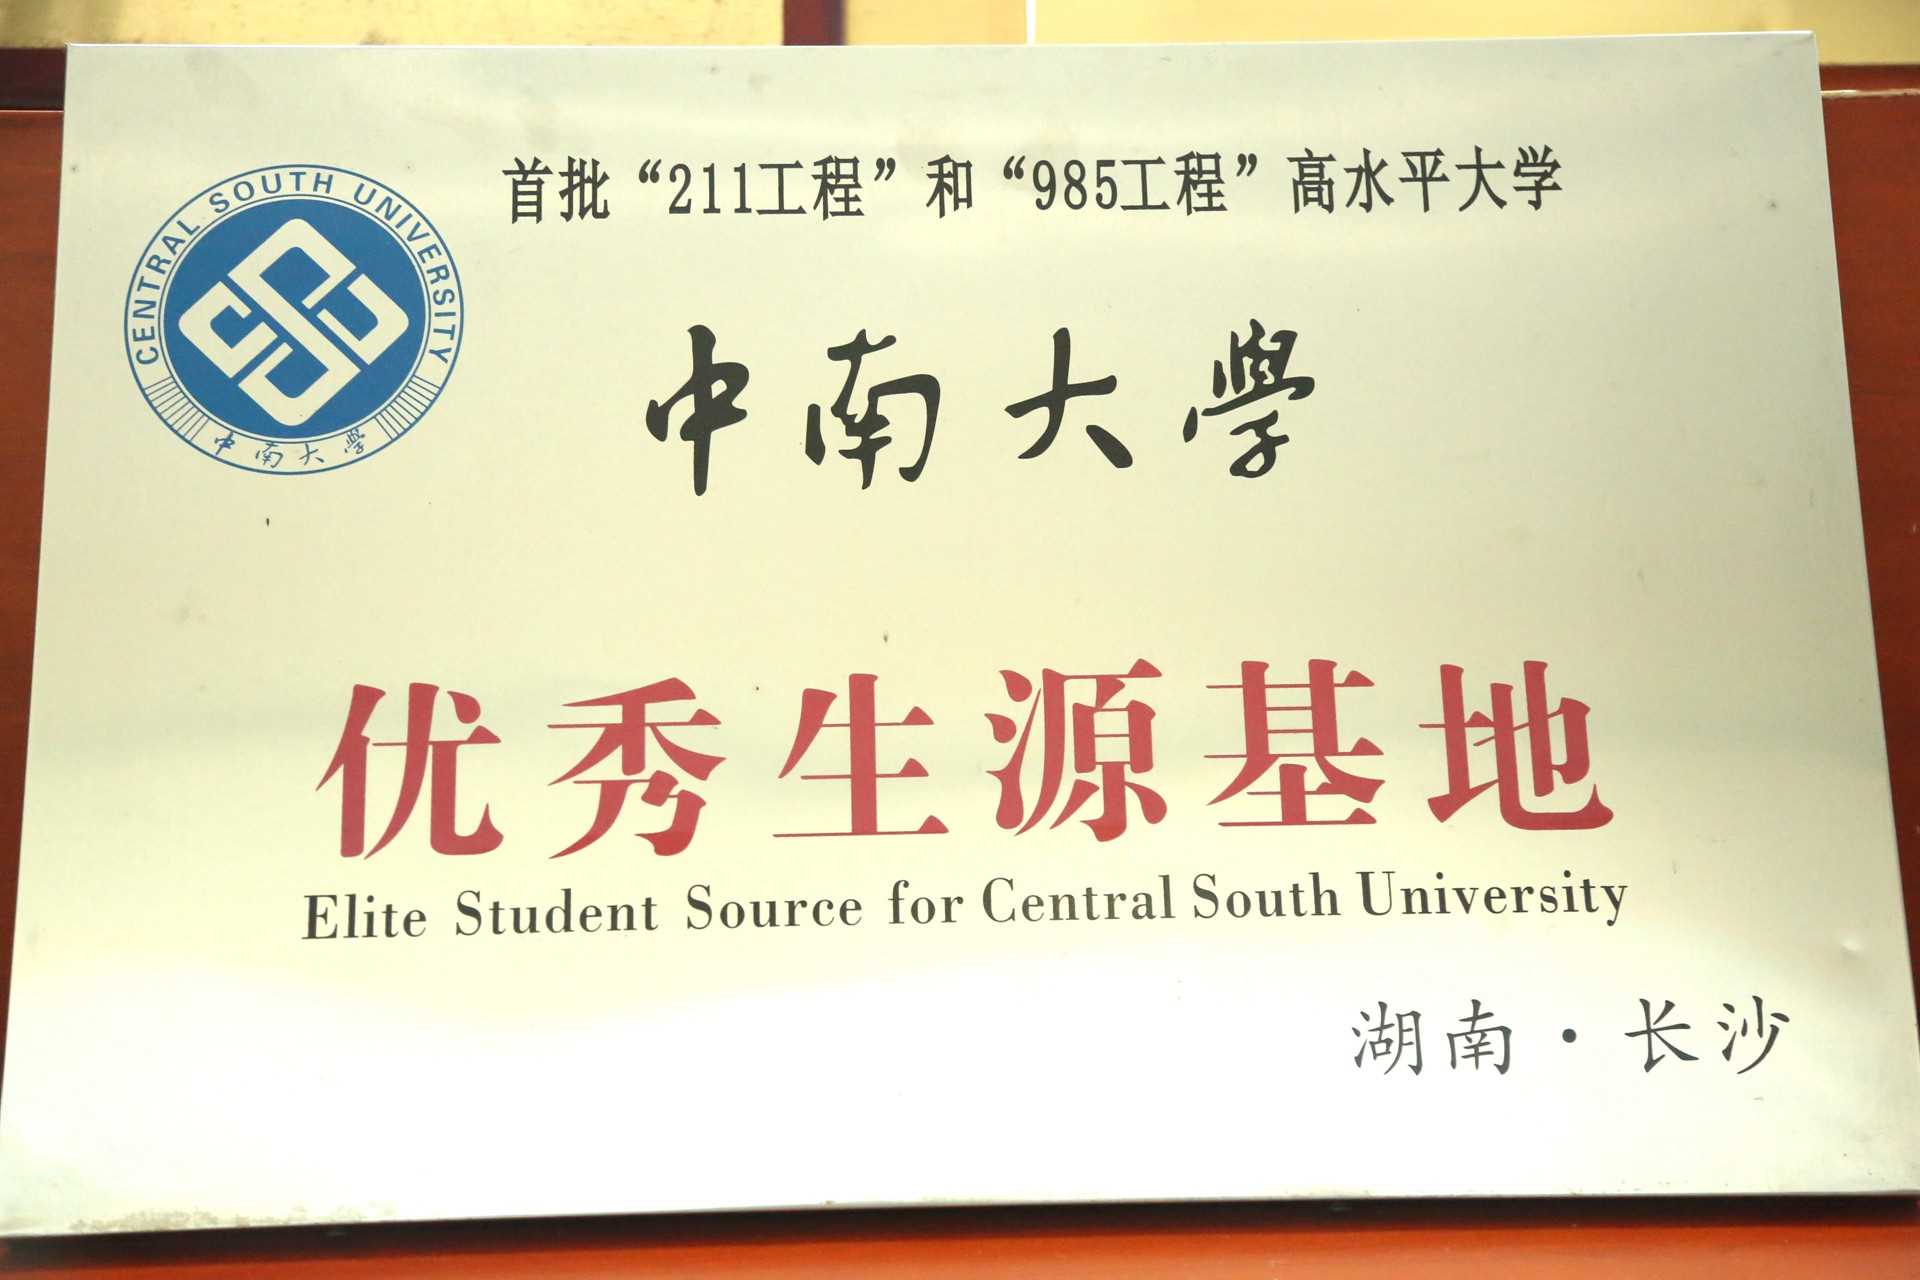 首批“211工程”和“985工程”高水平大学
CENTRAL SOUTH UNIVERSITY
中南大學
中南大學
优秀生源基地
Elite Student Source for Central South University
湖南·长沙